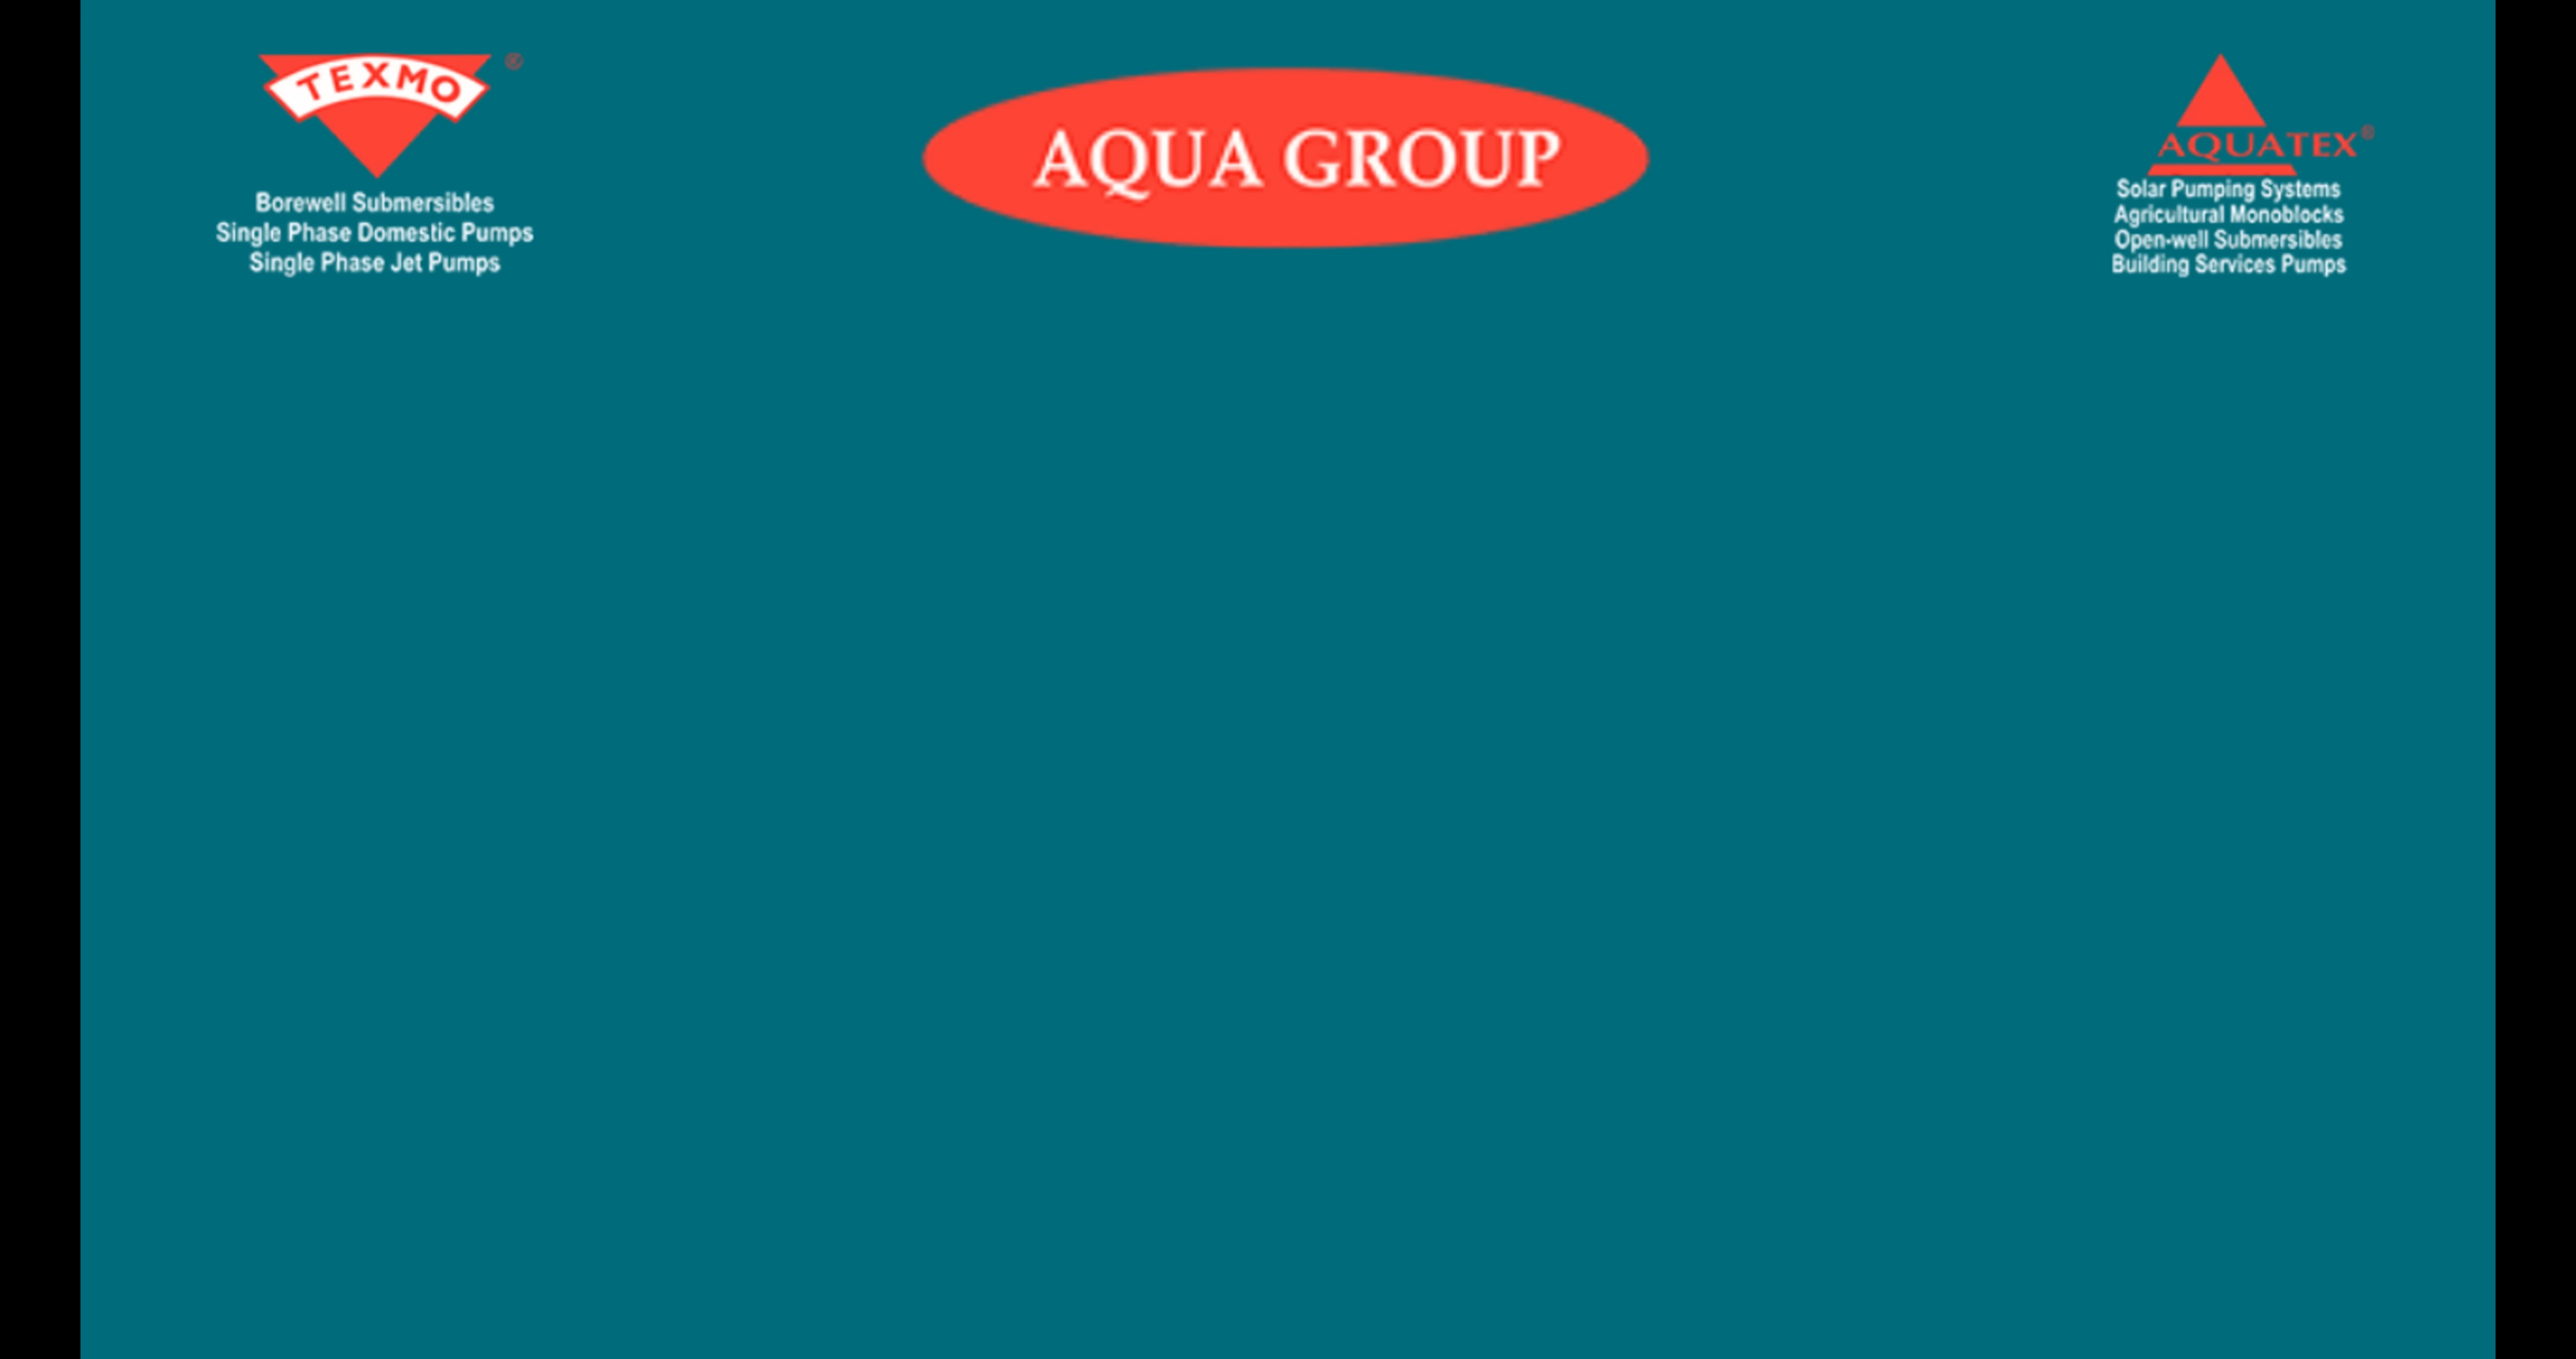 TEXMO ®
Borewell Submersibles
Single Phase Domestic Pumps
Single Phase Jet Pumps
AQUA GROUP
AQUATEX®
Solar Pumping Systems
Agricultural Monoblocks
Open-well Submersibles
Building Services Pumps